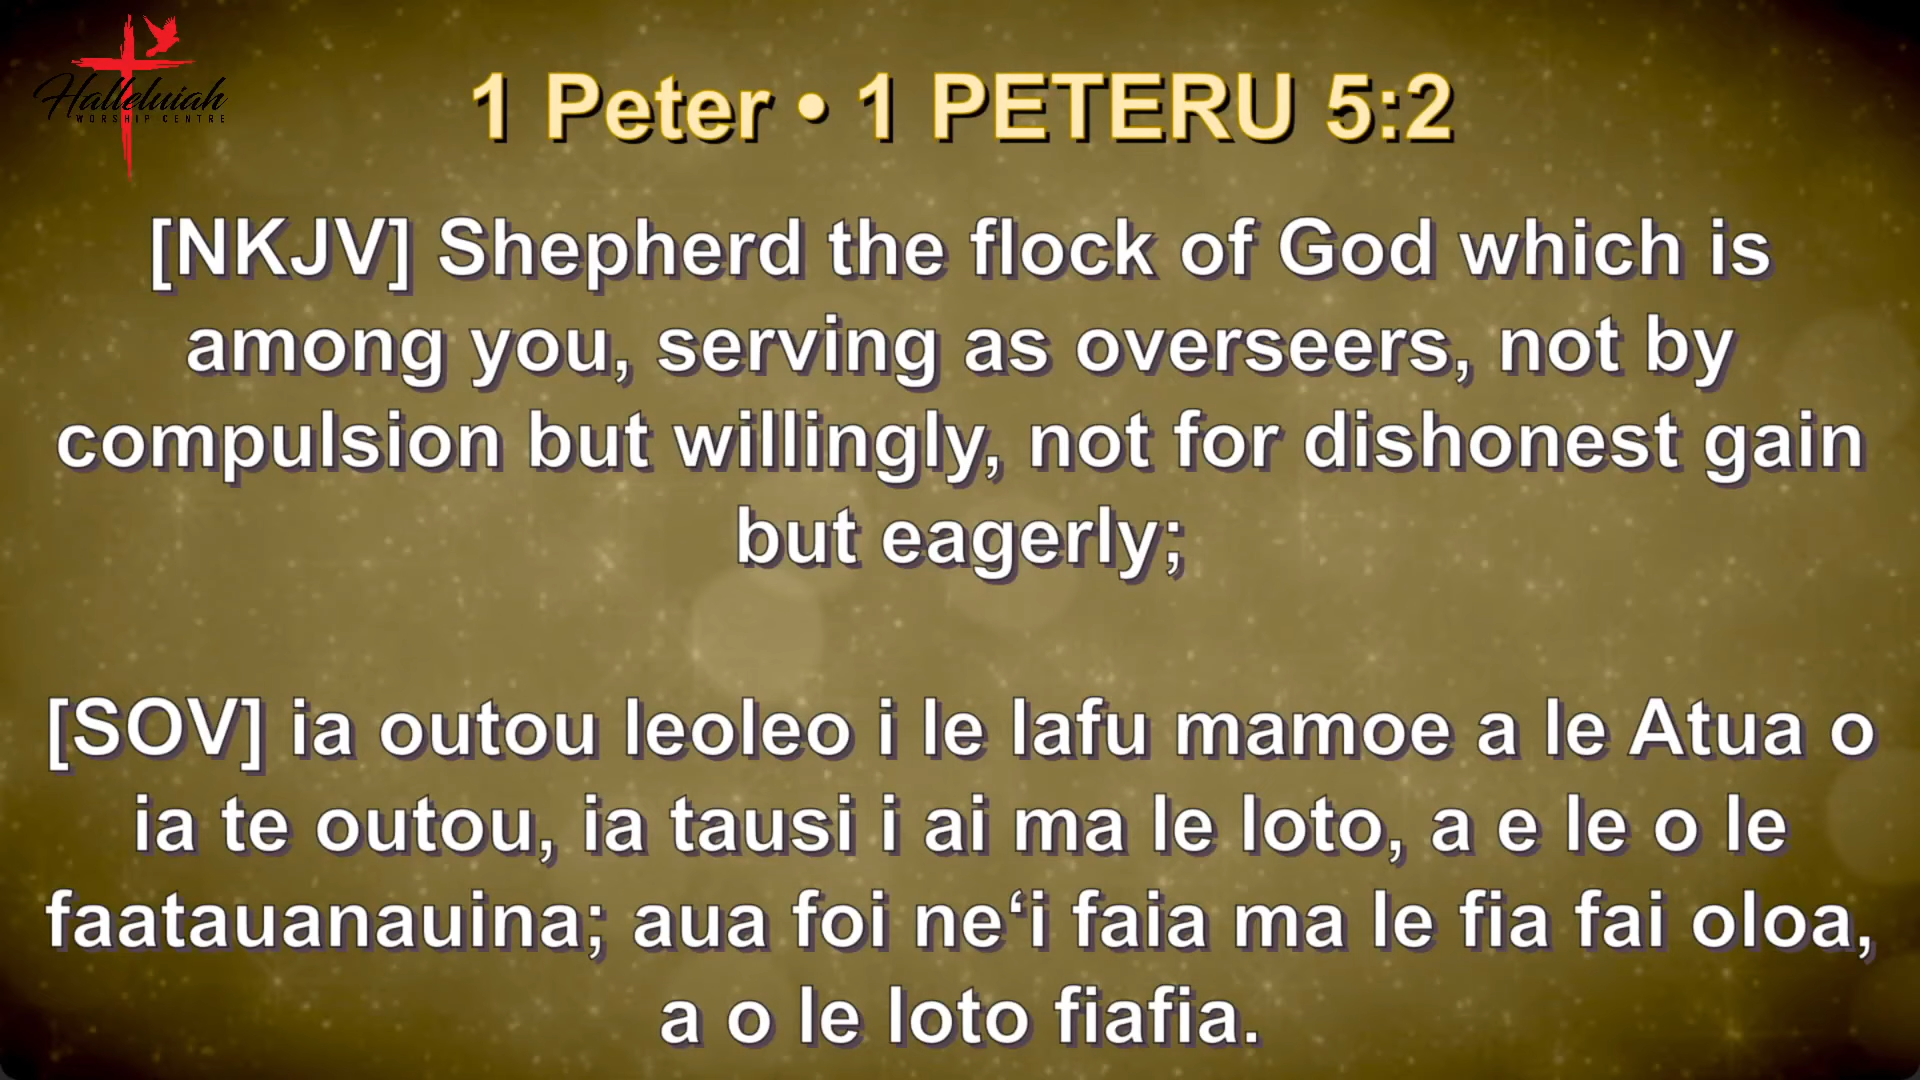 Halleluiah
WORSHIP CENTRE
1 Peter • 1 PETERU 5:2
[NKJV] Shepherd the flock of God which is
among you, serving as overseers, not by
compulsion but willingly, not for dishonest gain
but eagerly;
[SOV] ia outou leoleo i le lafu mamoe a le Atua o
ia te outou, ia tausi i ai ma le loto, a e le o le
faatauanauina; aua foi ne‘i faia ma le fia fai oloa,
a o le loto fiafia.